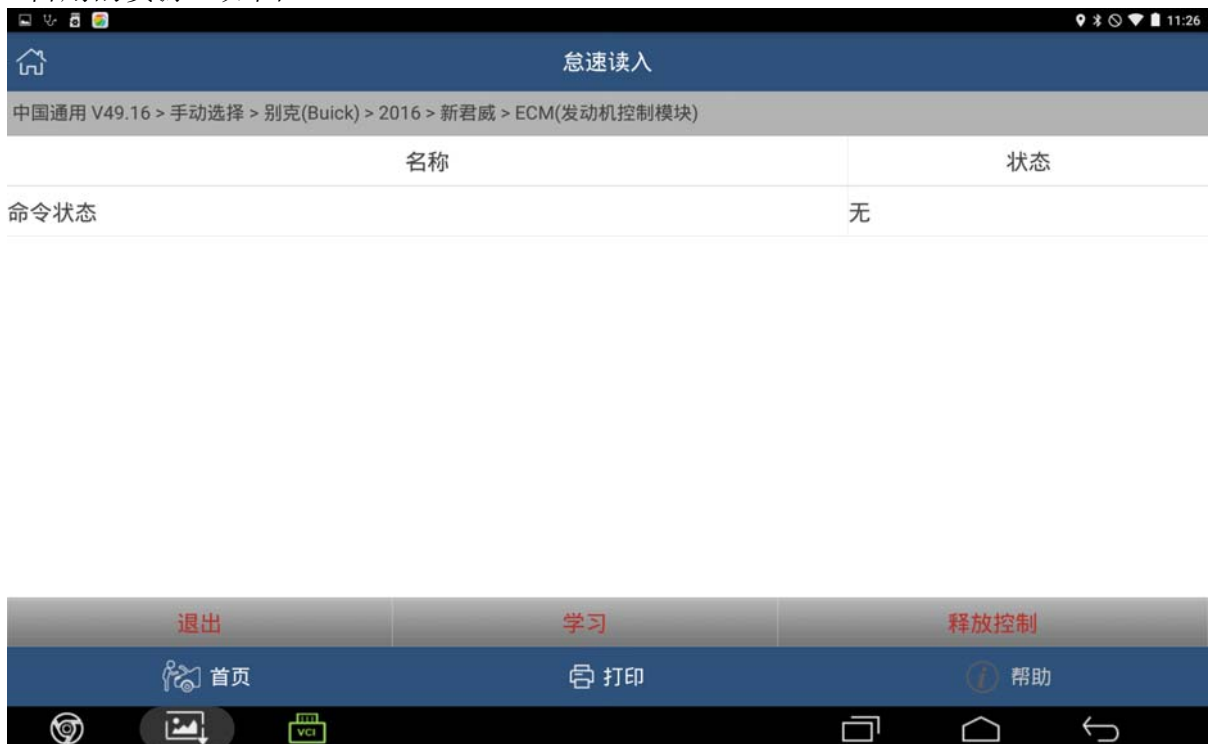 11:26
怠速读入
中国通用 V49.16 > 手动选择 > 别克(Buick) > 2016 > 新君威 > ECM(发动机控制模块)
名称 状态
命令状态 无
退出 学习 释放控制
首页 打印 帮助
VCI